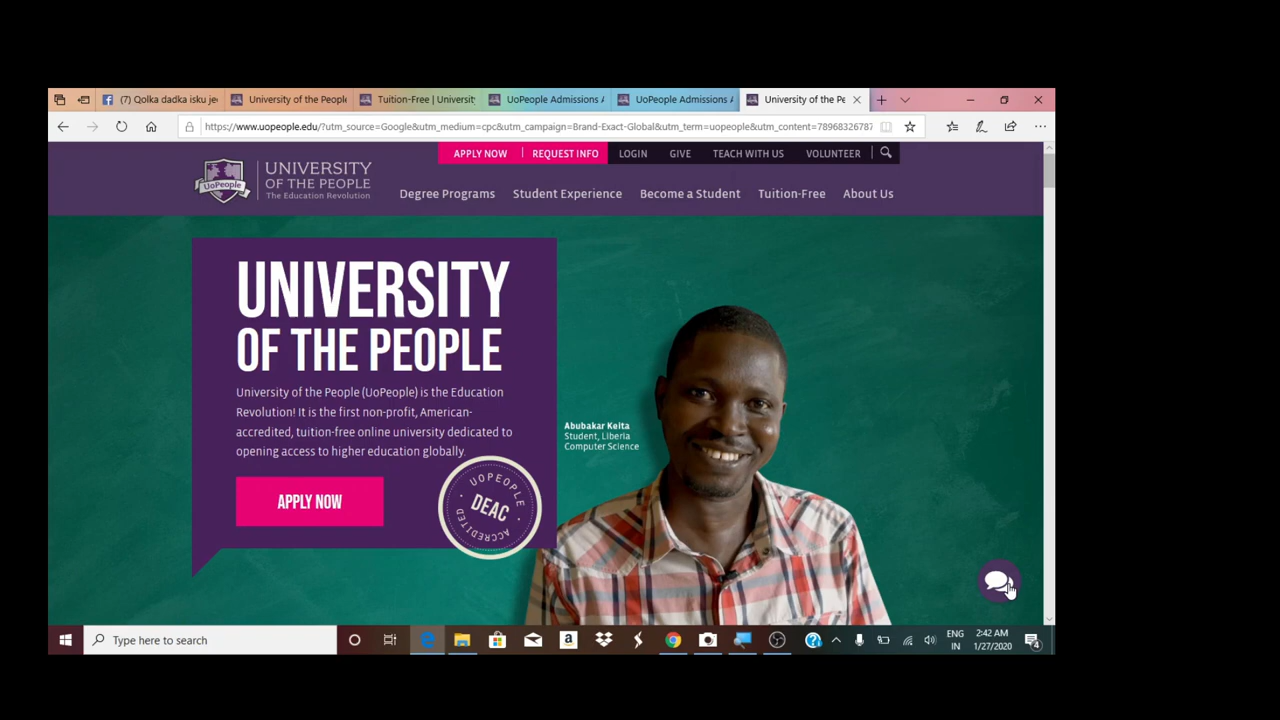 (7) Qolka dadka isku je
University of the People
Tuition-Free | Universit
UoPeople Admissions A
UoPeople Admissions A
University of the Pe
https://www.uopeople.edu/?utm_source=Google&utm_medium=cpc&utm_campaign=Brand-Exact-Global&utm_term=uopeople&utm_content=78968326787
APPLY NOW
REQUEST INFO
LOGIN
GIVE
TEACH WITH US
VOLUNTEER
UoPeople
UNIVERSITY
OF THE PEOPLE
The Education Revolution
Degree Programs
Student Experience
Become a Student
Tuition-Free
About Us
UNIVERSITY
OF THE PEOPLE
University of the People (UoPeople) is the Education
Revolution! It is the first non-profit, American-
accredited, tuition-free online university dedicated to
opening access to higher education globally.
APPLY NOW
UOPEOPLE
DEAC
ACCREDITED
Abubakar Keita
Student, Liberia
Computer Science
Type here to search
ENG
IN
2:42 AM
1/27/2020
4